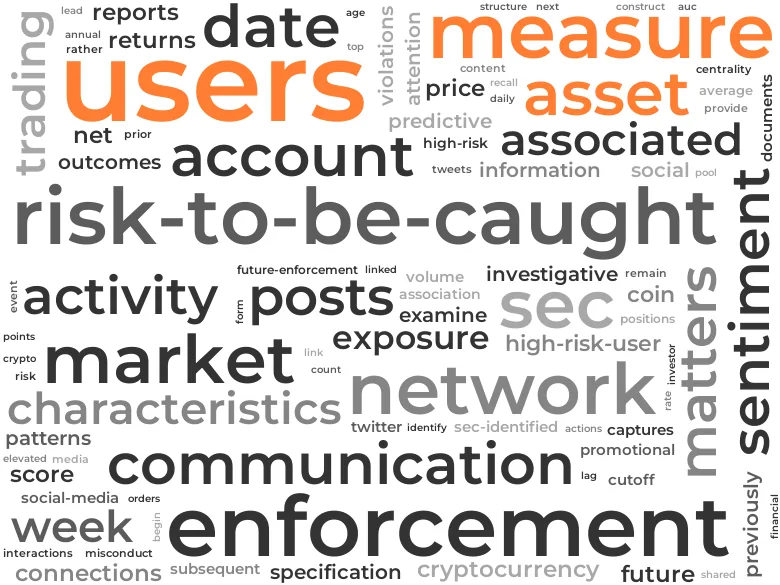 lead
reports
age
structure
next
construct
auc
trading
annual
rather
returns
date
top
violations
attention
measure
users
content
recall
centrality
price
daily
asset
average
provide
documents
net
prior
predictive
outcomes
account
high-risk
associated
tweets
information
social
pool
risk-to-be-caught
sentiment
future-enforcement
linked
volume
investigative
remain
event
activity
form
posts
association
examine
sec
coin
positions
matters
points
market
link
exposure
high-risk-user
crypto
risk
count
network
investor
rate
characteristics
twitter
identify
sec-identified
actions
captures
patterns
promotional
elevated
media
score
communication
lag
cutoff
social-media
orders
previously
financial
week
begin
enforcement
interactions
misconduct
connections
subsequent
specification
cryptocurrency
future
shared